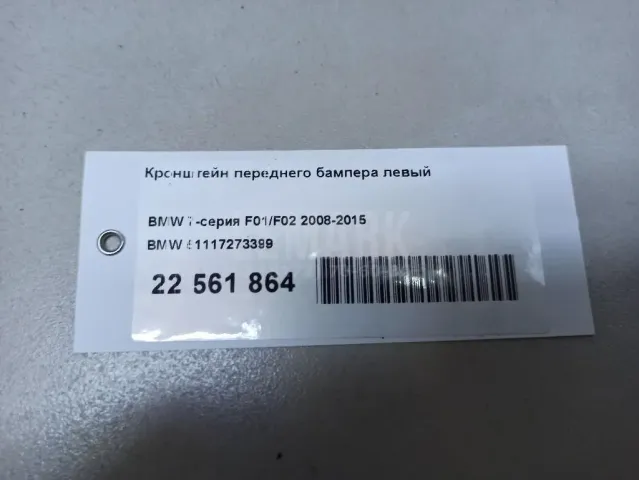 Кронштейн переднего бампера левый
BMW 7-серия F01/F02 2008-2015
BMW 51117273399
22 561 864